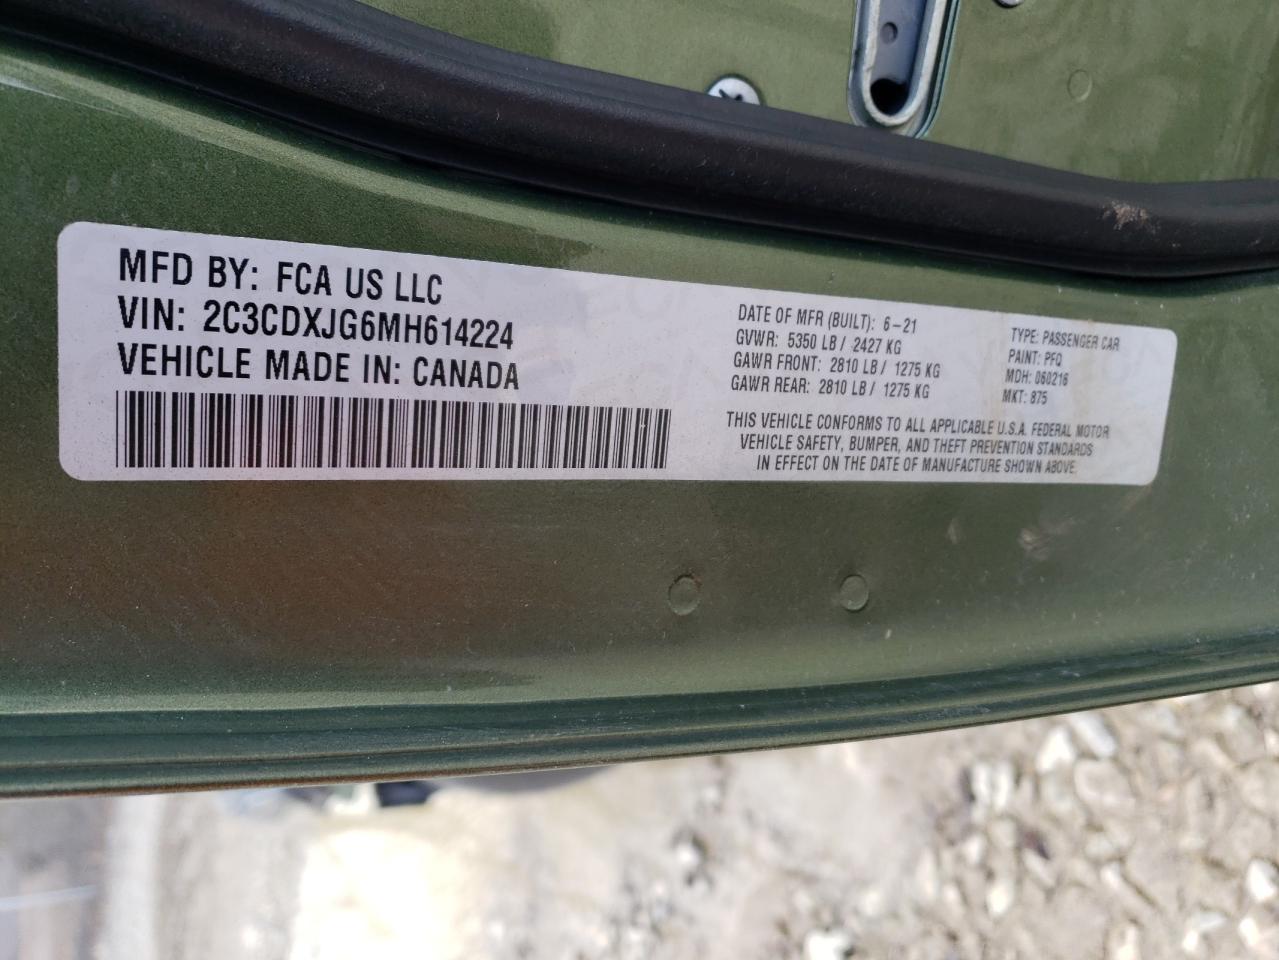 MFD BY: FCA US LLC
VIN: 2C3CDXJG6MH614224
VEHICLE MADE IN: CANADA
DATE OF MFR (BUILT): 6-21
GVWR: 5350 LB / 2427 KG
GAWR FRONT: 2810 LB / 1275 KG
GAWR REAR: 2810 LB / 1275 KG
TYPE: PASSENGER CAR
PAINT: PFQ
MDH: 060216
MKT: 875
THIS VEHICLE CONFORMS TO ALL APPLICABLE U.S.A. FEDERAL MOTOR
VEHICLE SAFETY, BUMPER, AND THEFT PREVENTION STANDARDS
IN EFFECT ON THE DATE OF MANUFACTURE SHOWN ABOVE.